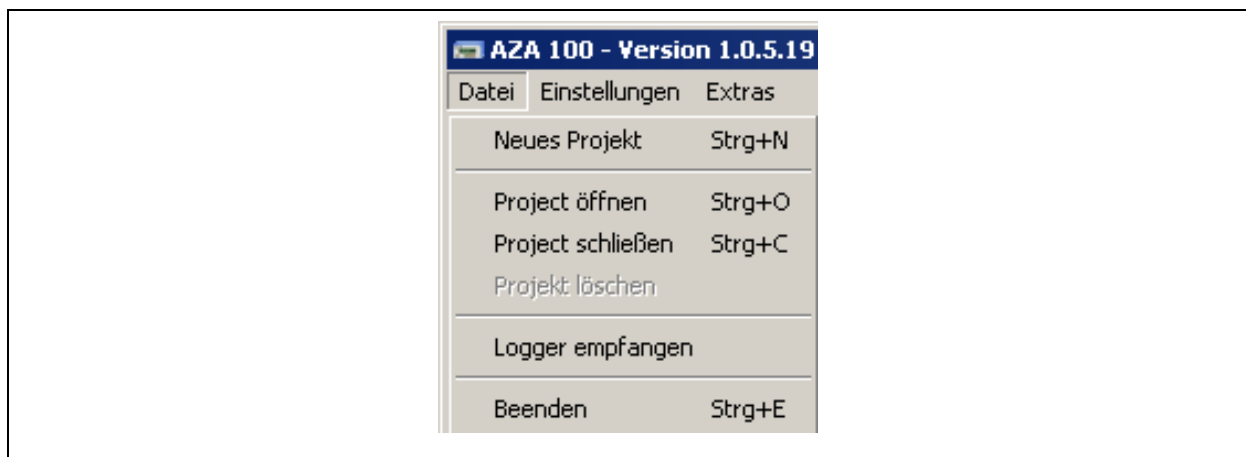 AZA 100 - Version 1.0.5.19
Datei Einstellungen Extras
Neues Projekt Strg+N
Project öffnen Strg+O
Project schließen Strg+C
Projekt löschen
Logger empfangen
Beenden Strg+E